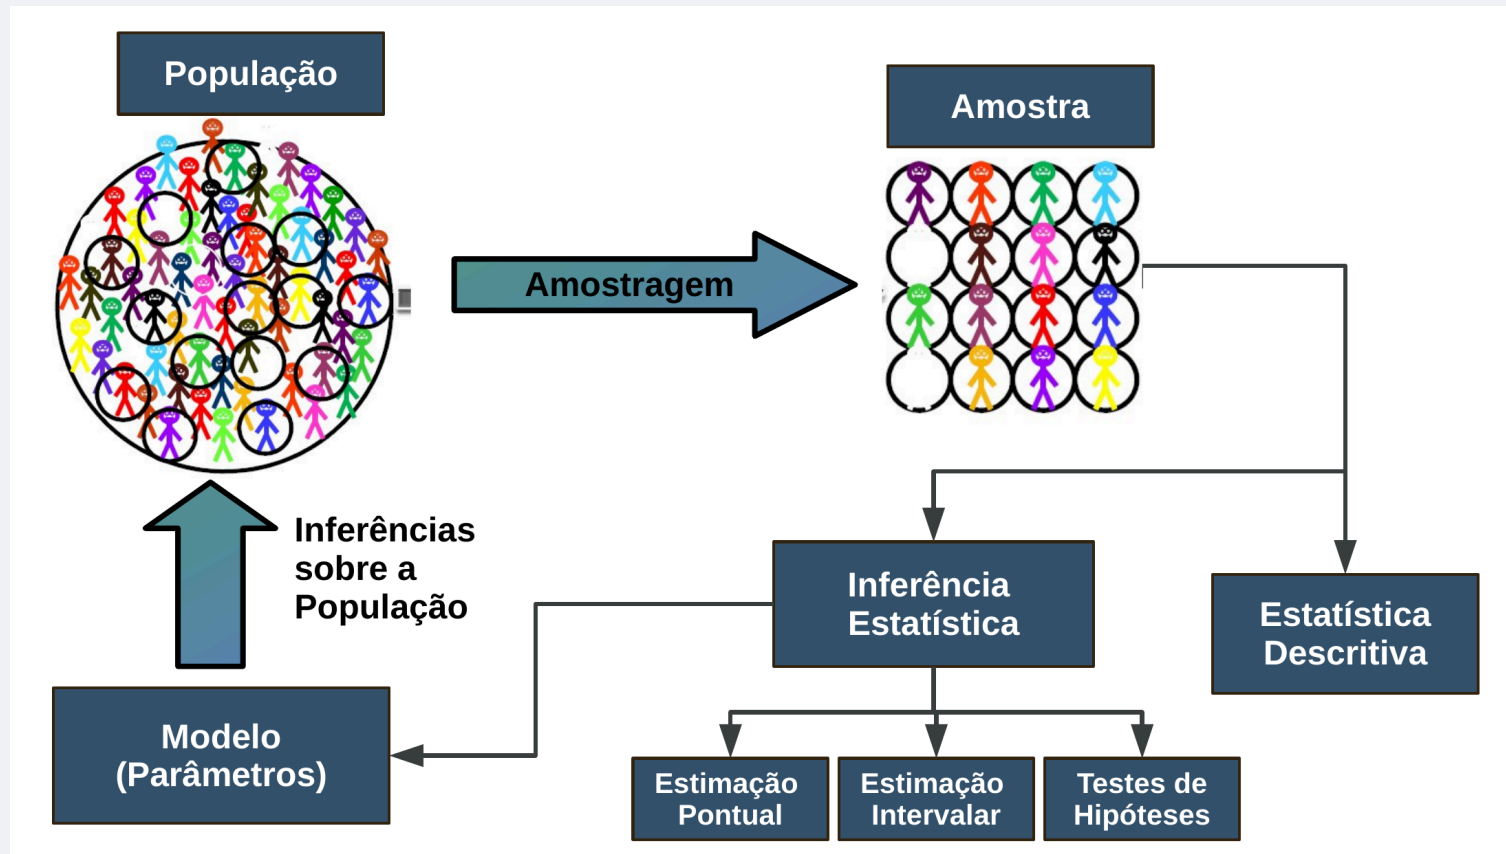 População
Amostra
Amostragem
Inferências
sobre a
População
Inferência
Estatística
Estatística
Descritiva
Modelo
(Parâmetros)
Estimação
Pontual
Estimação
Intervalar
Testes de
Hipóteses